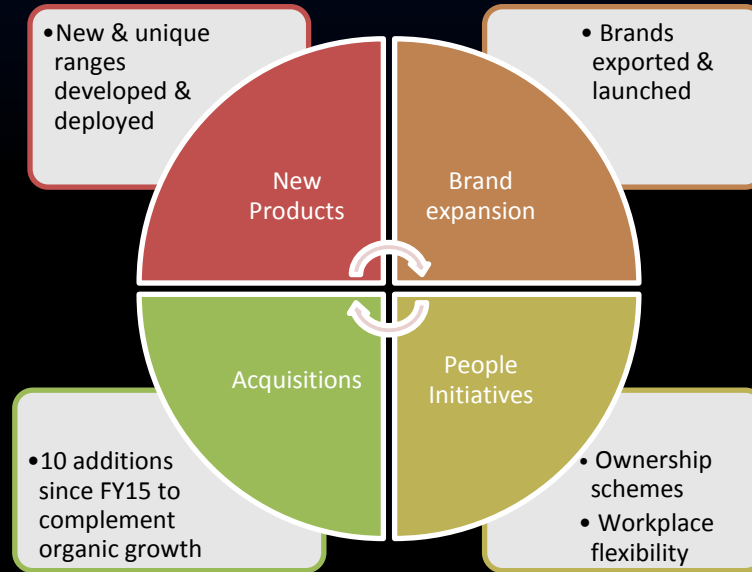 •New & unique
ranges
developed &
deployed
• Brands
exported &
launched
New
Products
Brand
expansion
Acquisitions
People
Initiatives
•10 additions
since FY15 to
complement
organic growth
• Ownership
schemes
• Workplace
flexibility